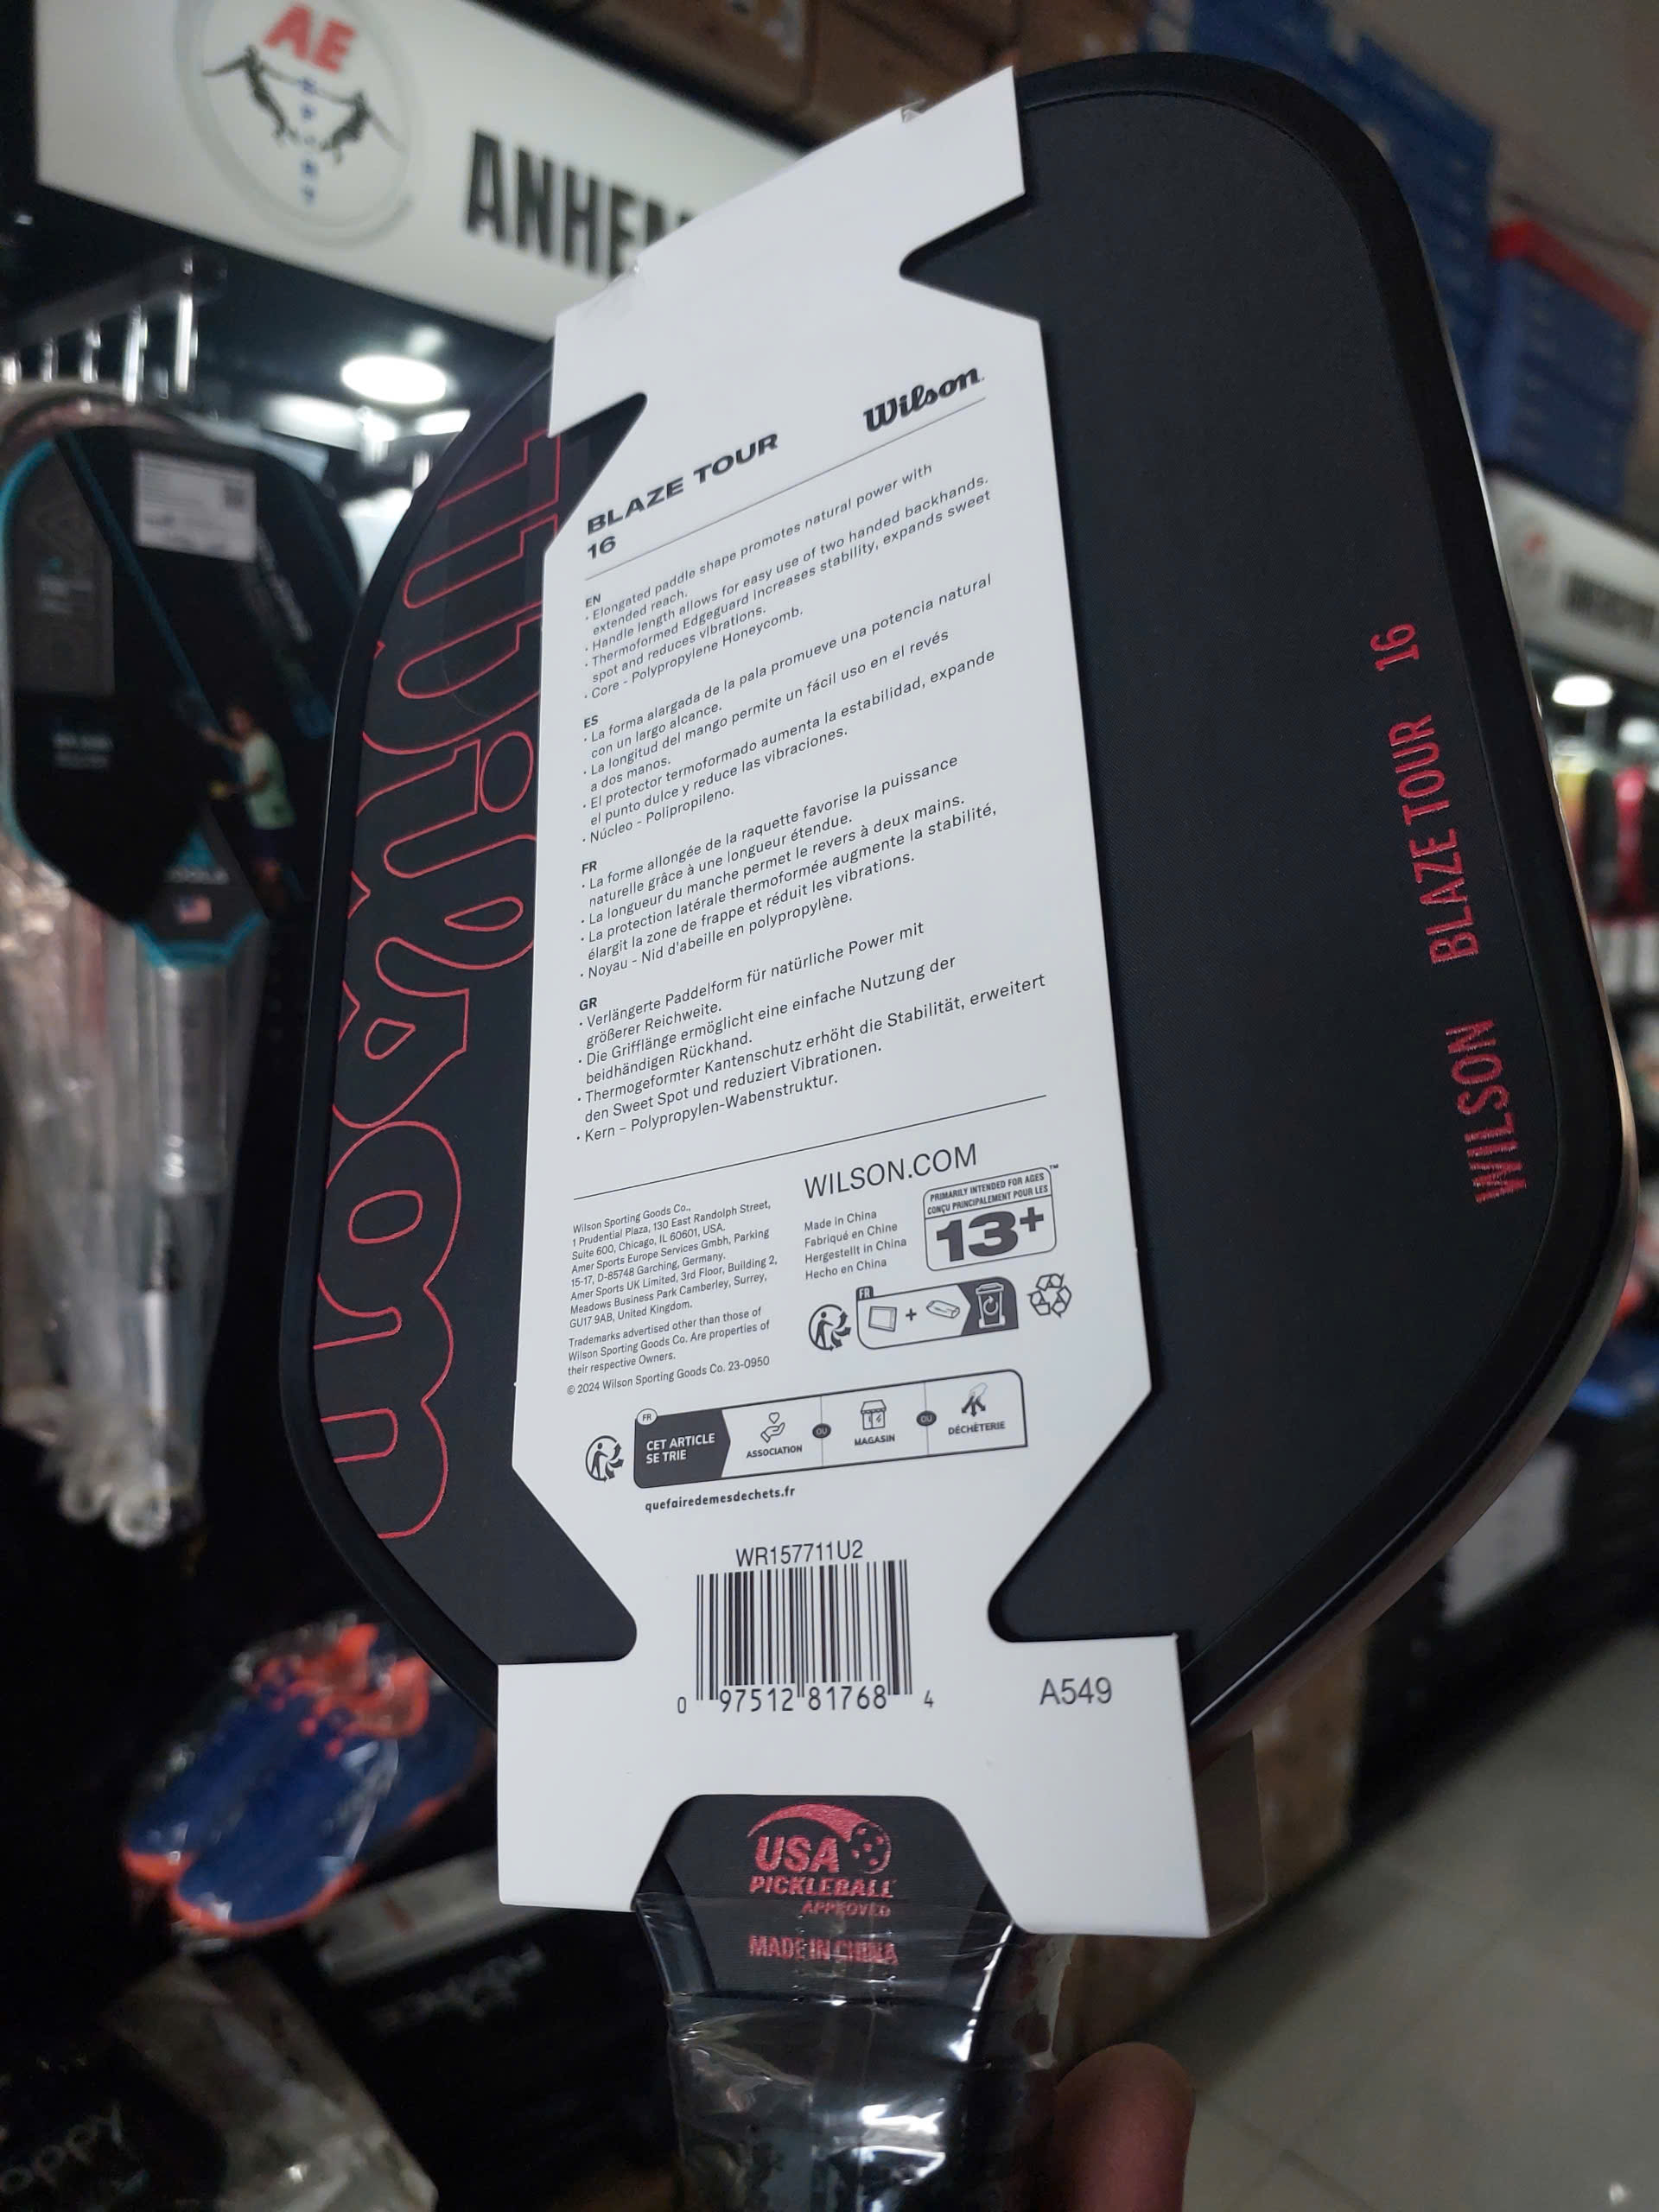 AE
SPORT
Wilson
BLAZE TOUR
16
EN
· Elongated paddle shape promotes natural power with
extended reach.
· Handle length allows for easy use of two handed backhands.
· Thermoformed Edgeguard increases stability, expands sweet
spot and reduces vibrations.
· Core - Polypropylene Honeycomb.
ES
· La forma alargada de la pala promueve una potencia natural
con un largo alcance.
· La longitud del mango permite un fácil uso en el revés
a dos manos.
· El protector termoformado aumenta la estabilidad, expande
el punto dulce y reduce las vibraciones.
· Núcleo - Polipropileno.
FR
· La forme allongée de la raquette favorise la puissance
naturelle grâce à une longueur étendue.
· La longueur du manche permet le revers à deux mains.
· La protection latérale thermoformée augmente la stabilité,
élargit la zone de frappe et réduit les vibrations.
· Noyau - Nid d'abeille en polypropylène.
GR
· Verlängerte Paddelform für natürliche Power mit
größerer Reichweite.
· Die Grifflänge ermöglicht eine einfache Nutzung der
beidhändigen Rückhand.
· Thermogeformter Kantenschutz erhöht die Stabilität, erweitert
den Sweet Spot und reduziert Vibrationen.
· Kern – Polypropylen-Wabenstruktur.
Wilson Sporting Goods Co.,
1 Prudential Plaza, 130 East Randolph Street,
Suite 600, Chicago, IL 60601, USA.
Amer Sports Europe Services Gmbh, Parking
15-17, D-85748 Garching, Germany.
Amer Sports UK Limited, 3rd Floor, Building 2,
Meadows Business Park Camberley, Surrey,
GU17 9AB, United Kingdom.
Trademarks advertised other than those of
Wilson Sporting Goods Co. Are properties of
their respective Owners.
© 2024 Wilson Sporting Goods Co. 23-0950
WILSON.COM
Made in China
Fabriqué en Chine
Hergestellt in China
Hecho en China
PRIMARILY INTENDED FOR AGES
CONÇU PRINCIPALEMENT POUR LES
13+™
FR
+
FR
CET ARTICLE
SE TRIE
ASSOCIATION
OU
MAGASIN
OU
DÉCHÈTERIE
quefairedemesdechets.fr
WR157711U2
0 97512 81768 4
A549
USA
PICKLEBALL
APPROVED
MADE IN CHINA
Wilson
WILSON BLAZE TOUR 16